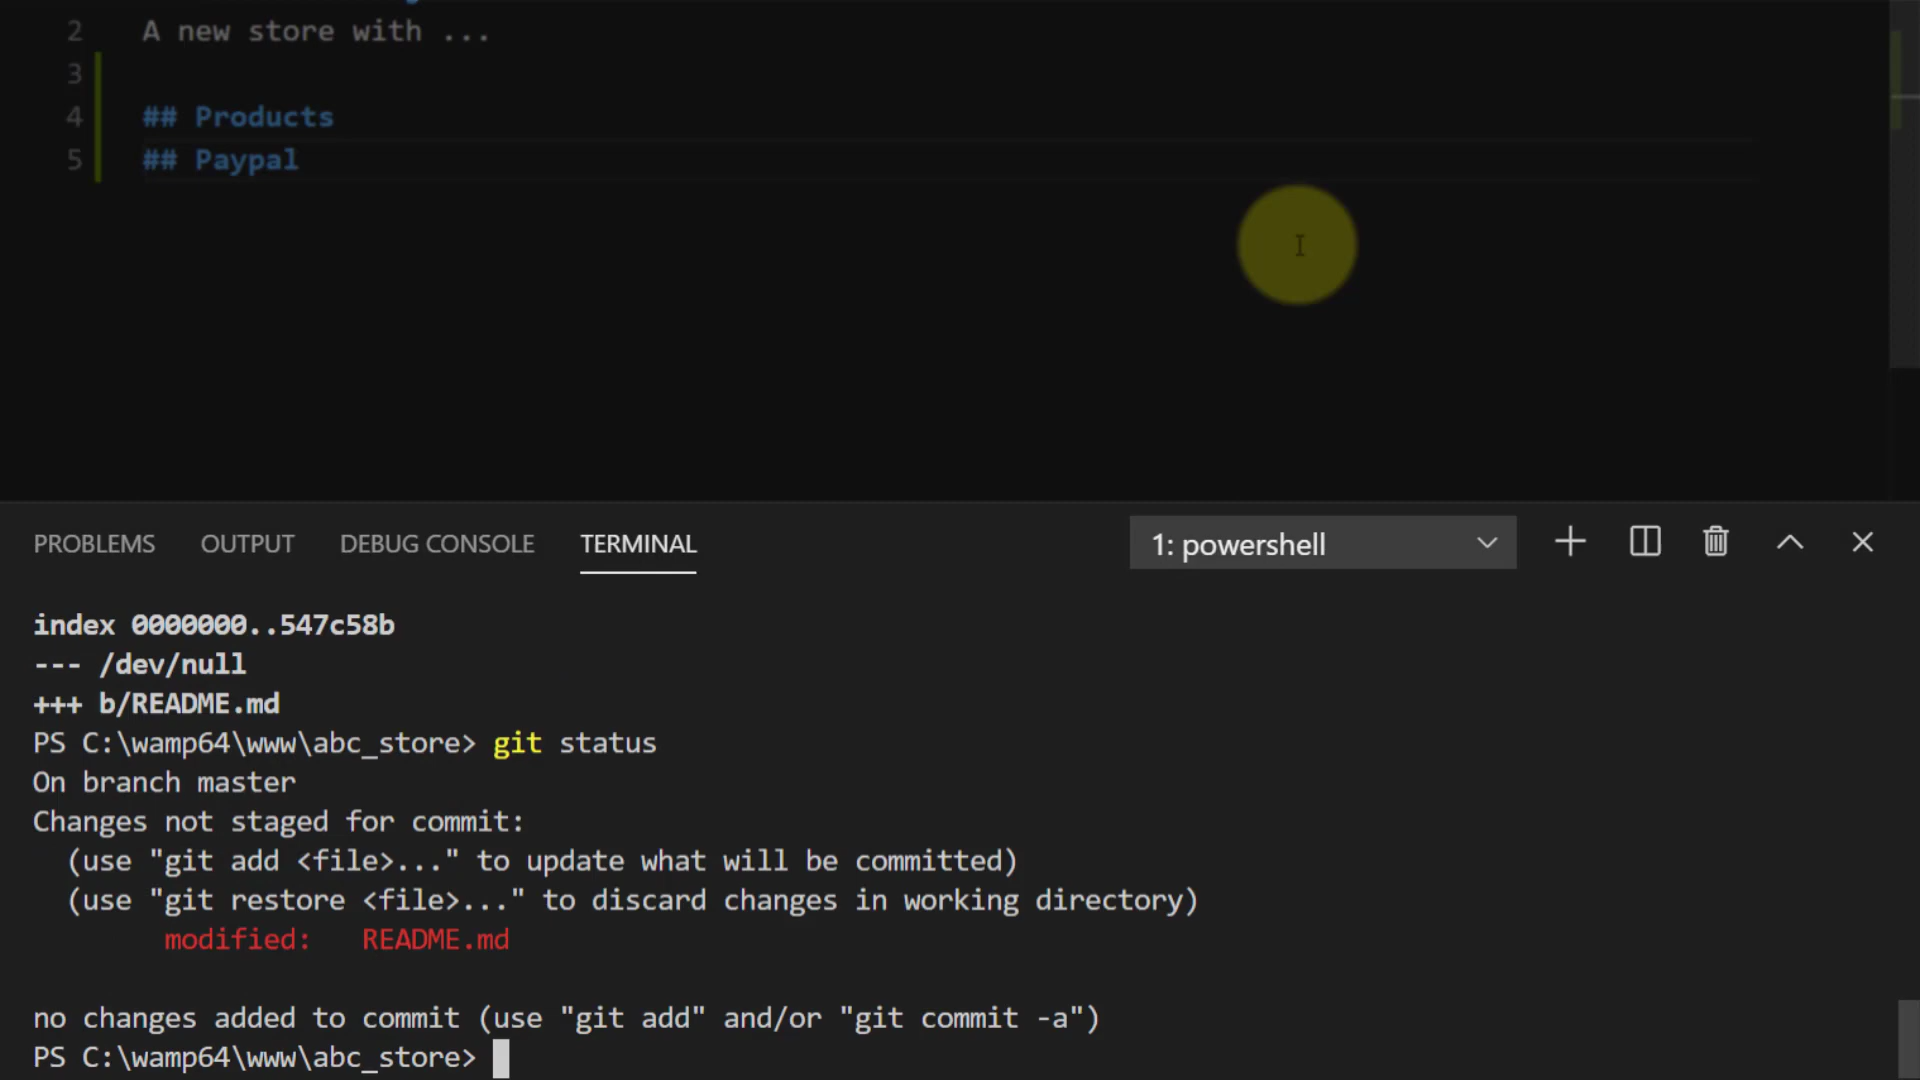 2 A new store with ...
3
4 ## Products
5 ## Paypal
PROBLEMS OUTPUT DEBUG CONSOLE TERMINAL 1: powershell
index 0000000..547c58b
--- /dev/null
+++ b/README.md
PS C:\wamp64\www\abc_store> git status
On branch master
Changes not staged for commit:
  (use "git add <file>..." to update what will be committed)
  (use "git restore <file>..." to discard changes in working directory)
        modified:   README.md
no changes added to commit (use "git add" and/or "git commit -a")
PS C:\wamp64\www\abc_store>